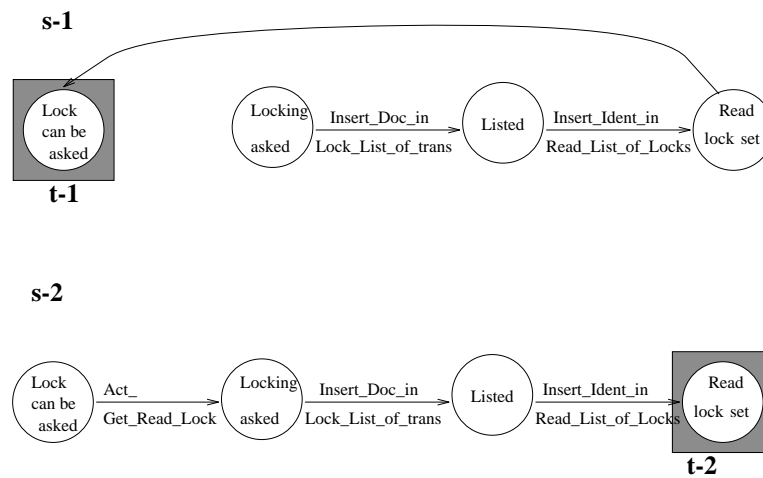 s-1
Lock
can be
asked
t-1
Locking
asked
Insert_Doc_in
Lock_List_of_trans
Listed
Insert_Ident_in
Read_List_of_Locks
Read
lock set
s-2
Lock
can be
asked
Act_
Get_Read_Lock
Locking
asked
Insert_Doc_in
Lock_List_of_trans
Listed
Insert_Ident_in
Read_List_of_Locks
Read
lock set
t-2